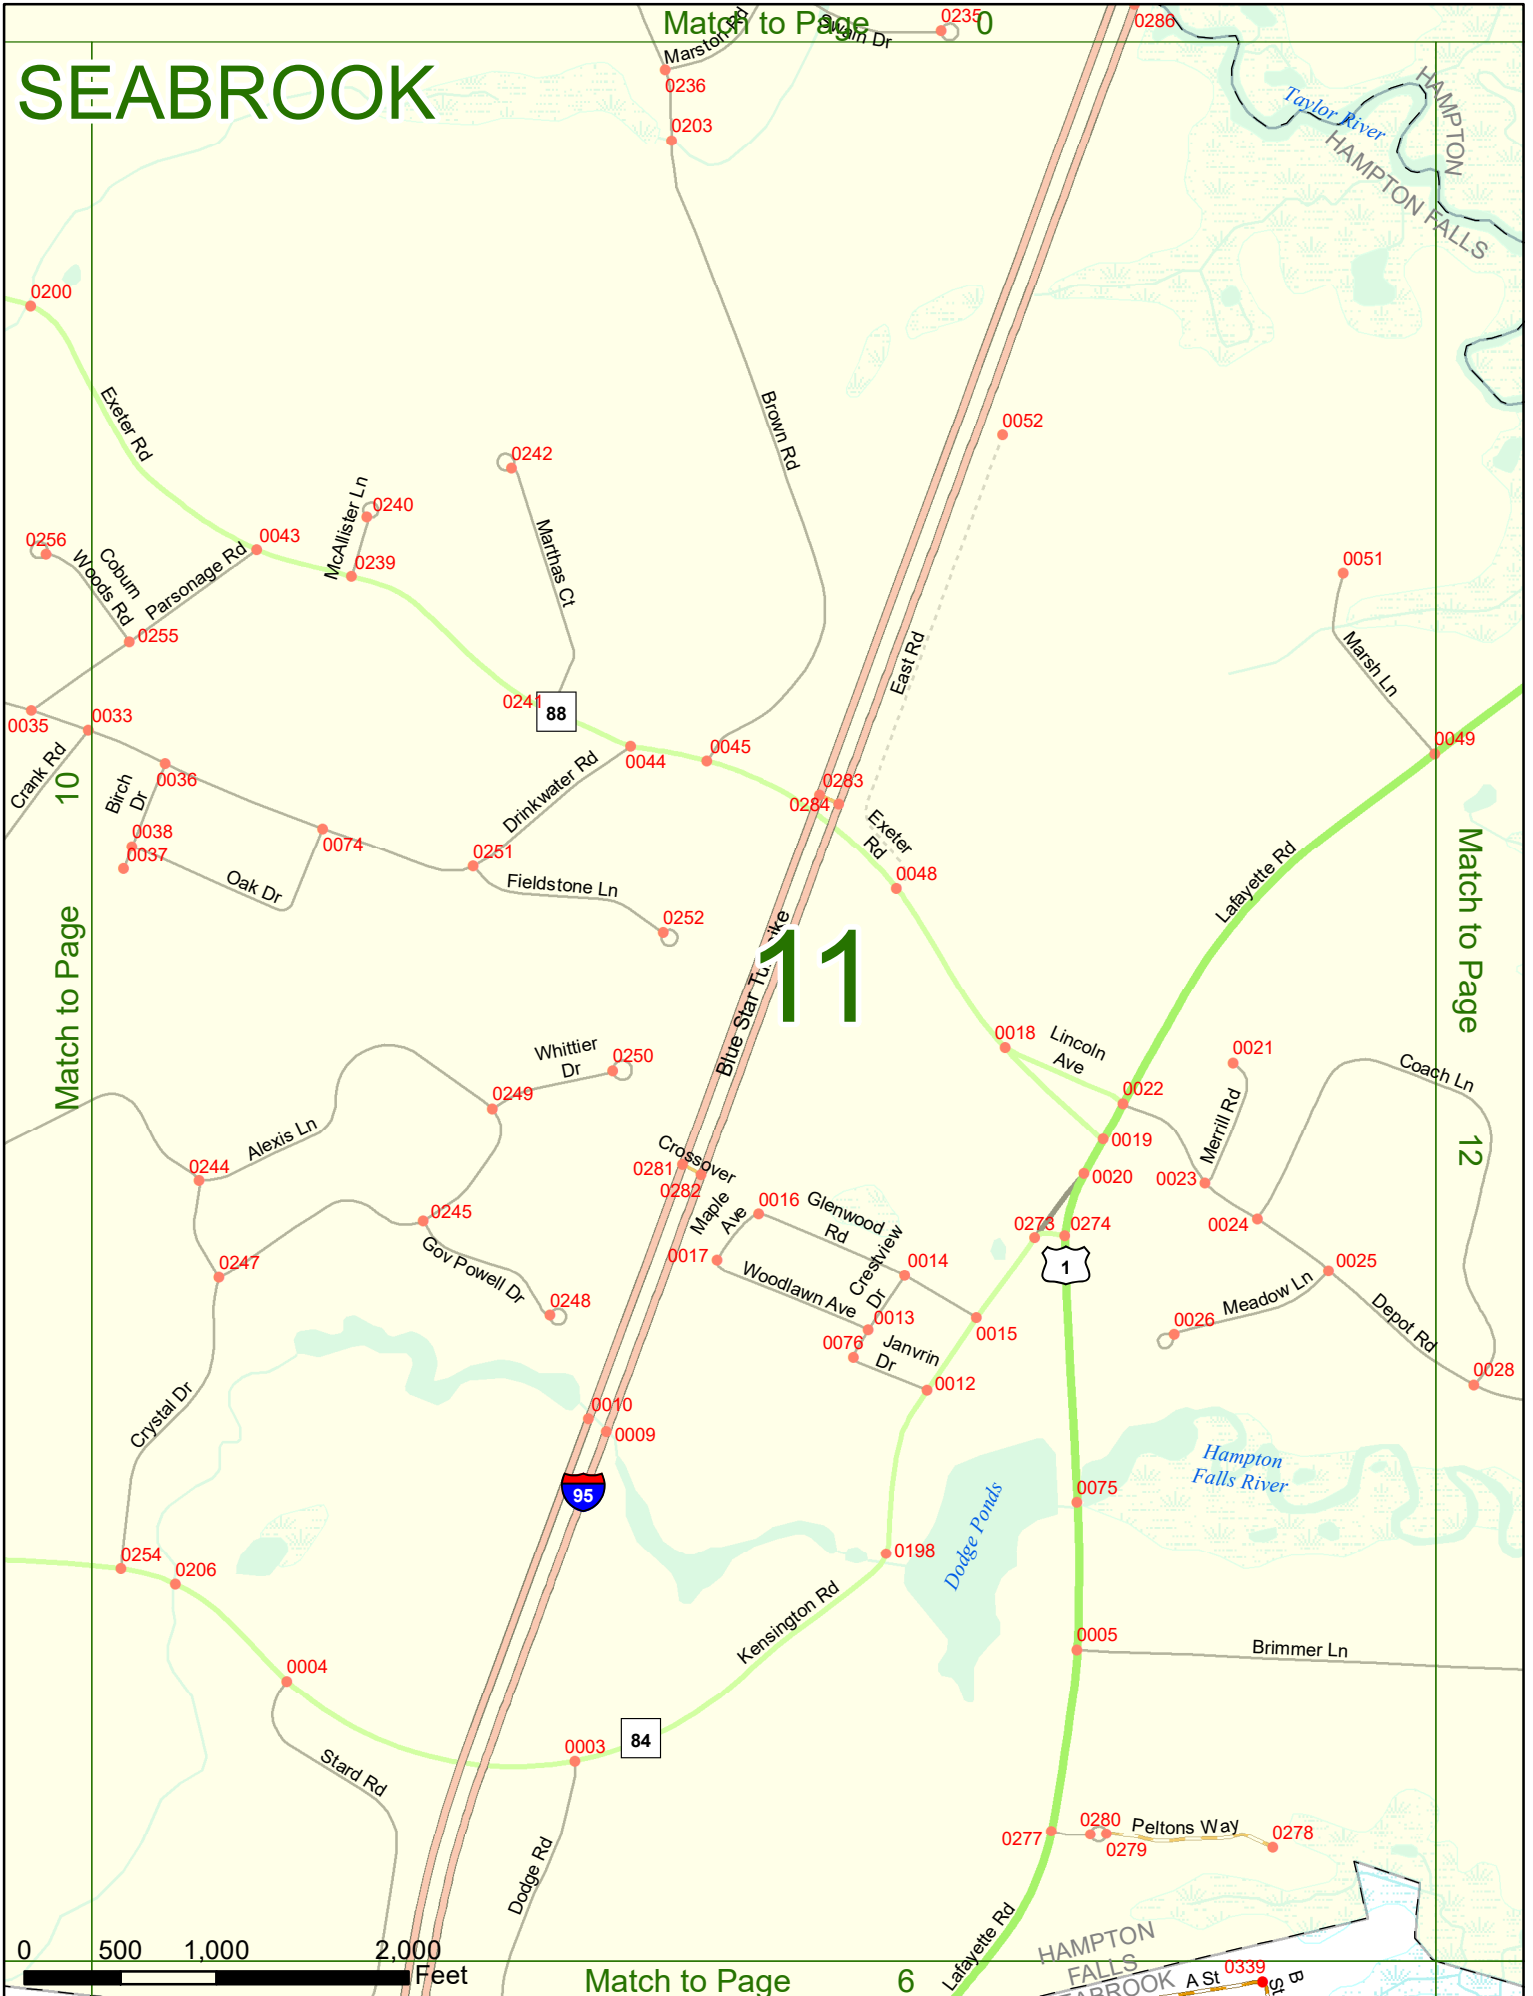 Match to Page 0
SEABROOK
Marston Rd
Swain Dr
0235
0286
0236
0203
Taylor River
HAMPTON
HAMPTON FALLS
0200
Exeter Rd
Brown Rd
0052
0242
0240
McAllister Ln
Marthas Ct
0043
0239
0256
Coburn
Woods Rd
Parsonage Rd
0255
0051
Marsh Ln
East Rd
0241
88
0035
0033
Crank Rd
10
0036
Birch
Dr
0038
0037
0044
0045
0049
Drinkwater Rd
0283
0284
Exeter
Rd
0074
0251
Oak Dr
Fieldstone Ln
0048
Lafayette Rd
0252
Match to Page
11
Match to Page
12
Blue Star Tu ike
0018
Lincoln
Ave
0021
Coach Ln
Whittier
Dr
0250
0249
0022
Merrill Rd
Alexis Ln
0019
Crossover
0244
0281
0282
0020
0023
Maple
Ave
0016
Glenwood
Rd
0024
0245
Crestview
Dr
0273
0274
0017
1
Gov Powell Dr
0247
Woodlawn Ave
0014
0025
0248
0013
0015
Meadow Ln
0026
Depot Rd
0076
Janvrin
Dr
0012
0028
Crystal Dr
0010
0009
Hampton
Falls River
95
0075
Dodge Ponds
0254
0206
0198
Kensington Rd
0005
Brimmer Ln
0004
0003
84
Stard Rd
Dodge Rd
0277
0280
0279
Peltons Way
0278
Lafayette Rd
HAMPTON
FALLS
0 500 1,000 2,000
Feet
Match to Page 6
EABROOK
A St
0339
B
St